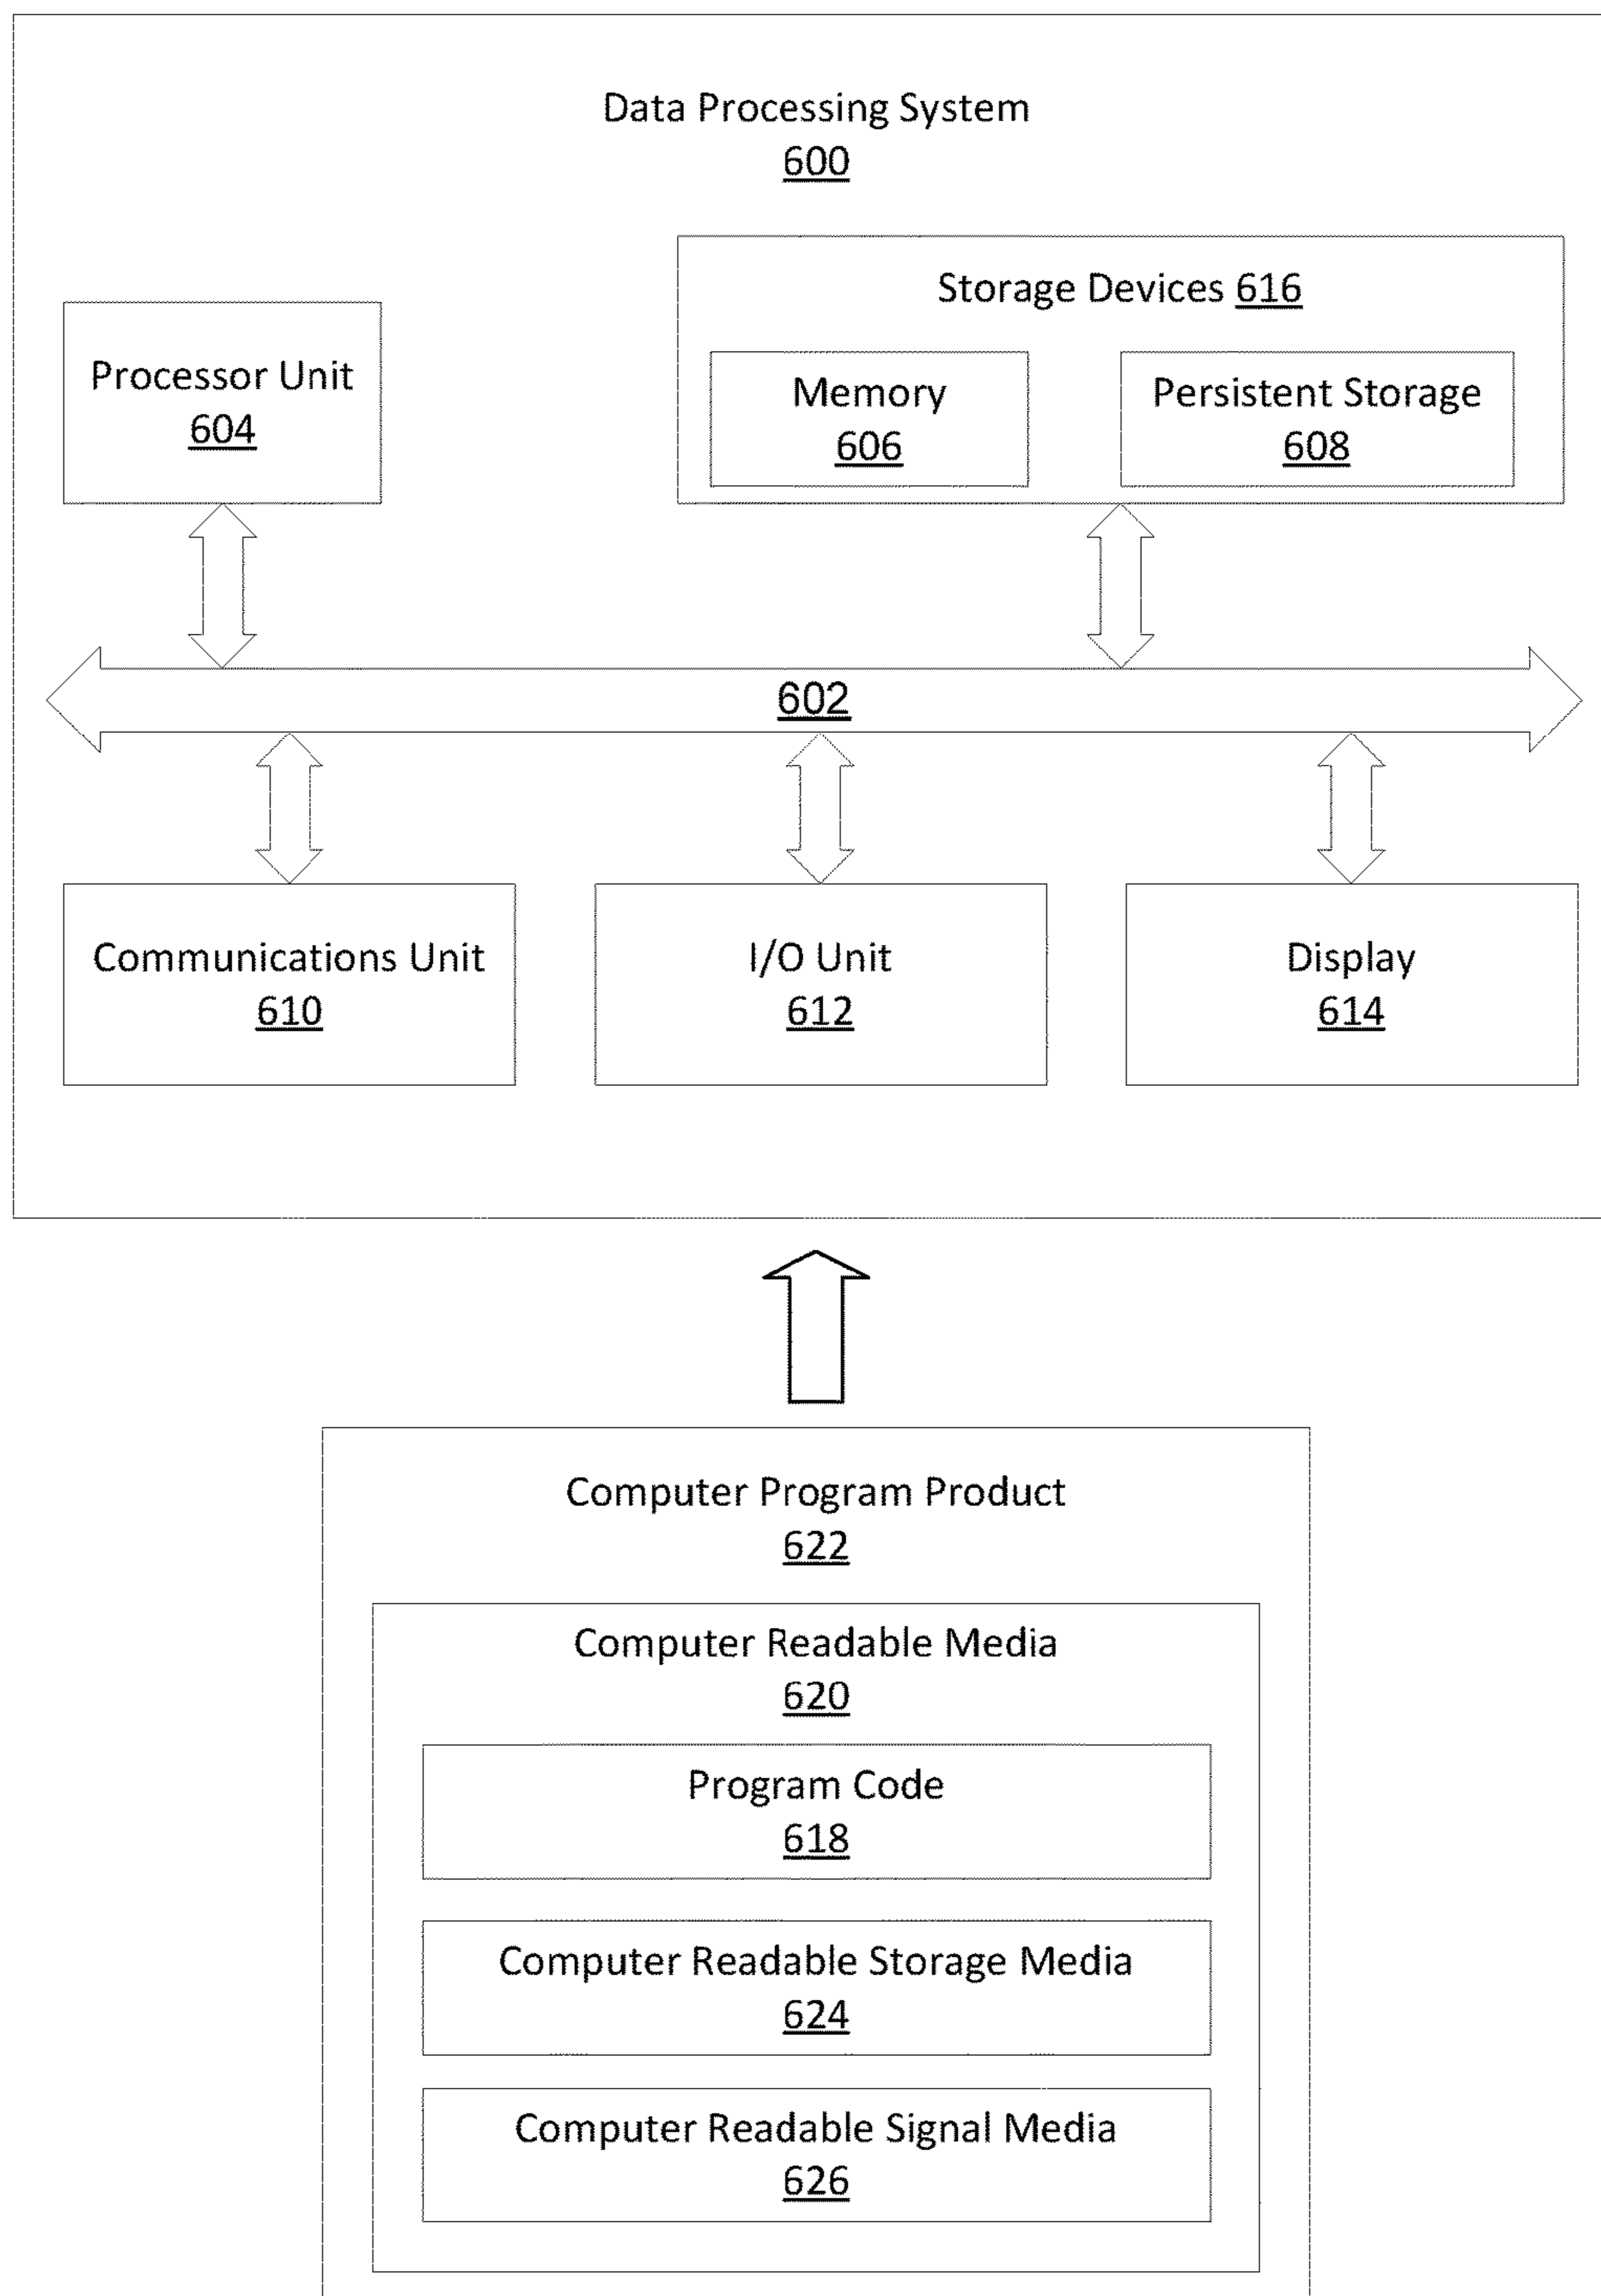 Data Processing System
600
Storage Devices 616
Processor Unit
604
Memory
606
Persistent Storage
608
602
Communications Unit
610
I/O Unit
612
Display
614
Computer Program Product
622
Computer Readable Media
620
Program Code
618
Computer Readable Storage Media
624
Computer Readable Signal Media
626